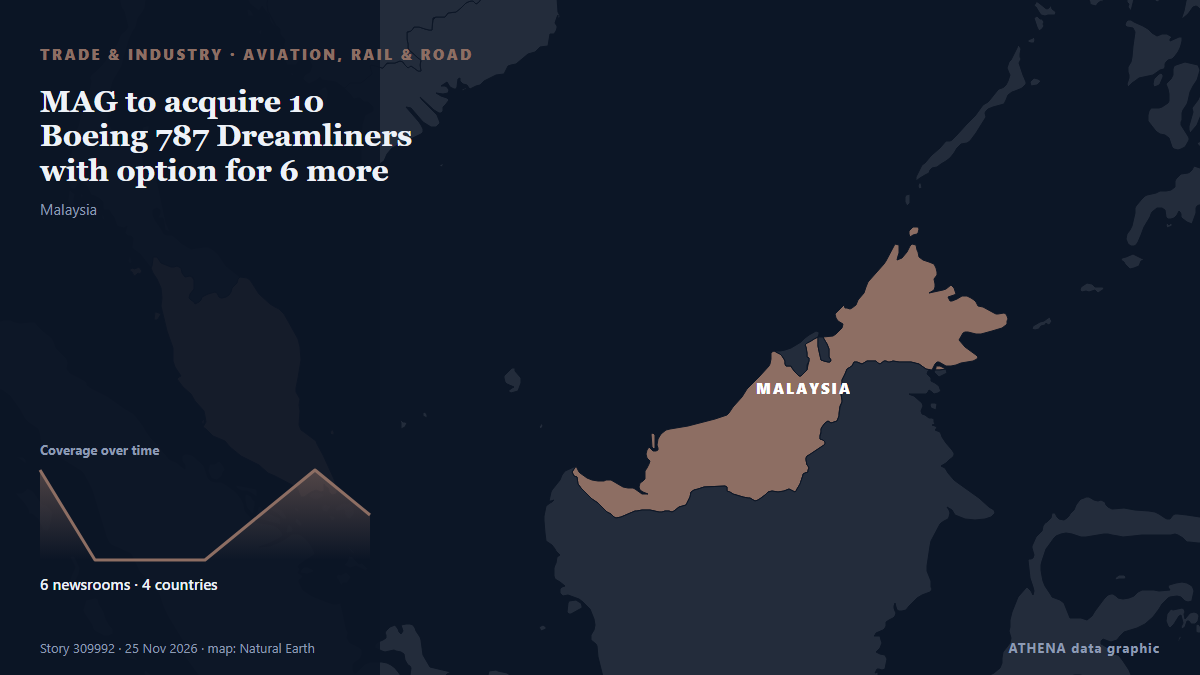 TRADE & INDUSTRY · AVIATION, RAIL & ROAD
MAG to acquire 10
Boeing 787 Dreamliners
with option for 6 more
Malaysia
MALAYSIA
Coverage over time
6 newsrooms · 4 countries
Story 309992 · 25 Nov 2026 · map: Natural Earth
ATHENA data graphic